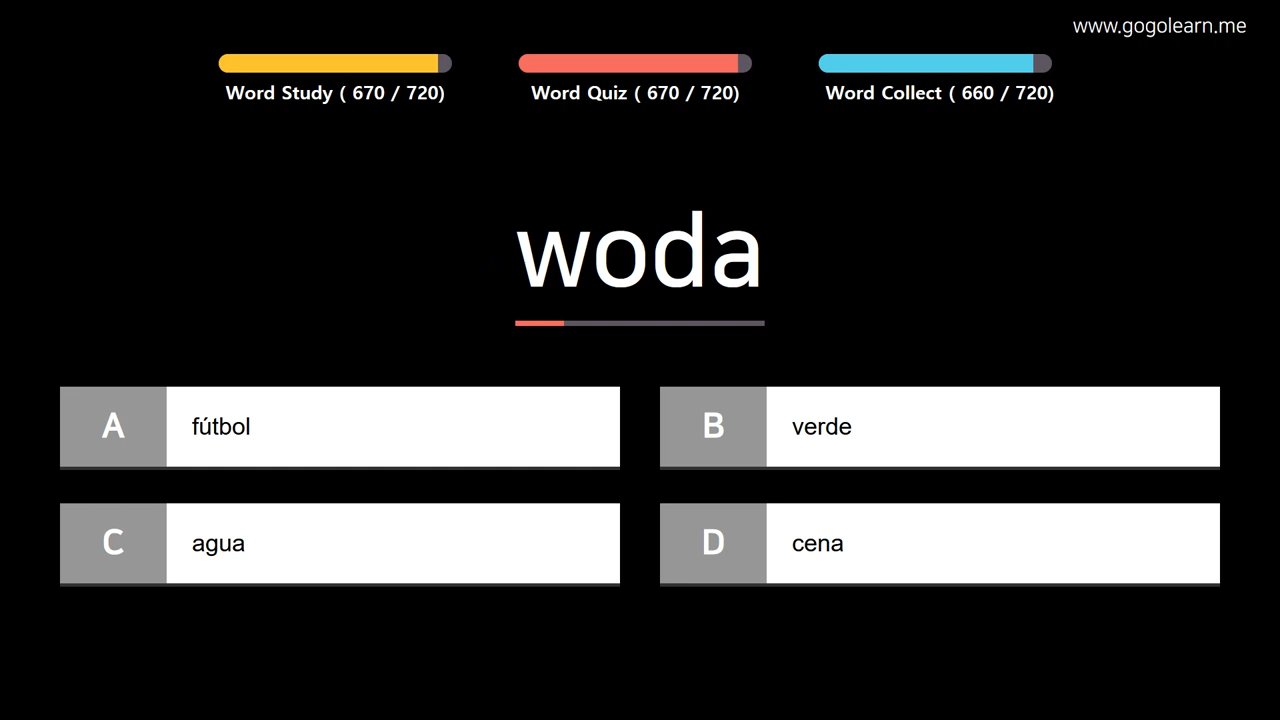 www.gogolearn.me
Word Study ( 670 / 720)
Word Quiz ( 670 / 720)
Word Collect ( 660 / 720)
woda
A
fútbol
B
verde
C
agua
D
cena